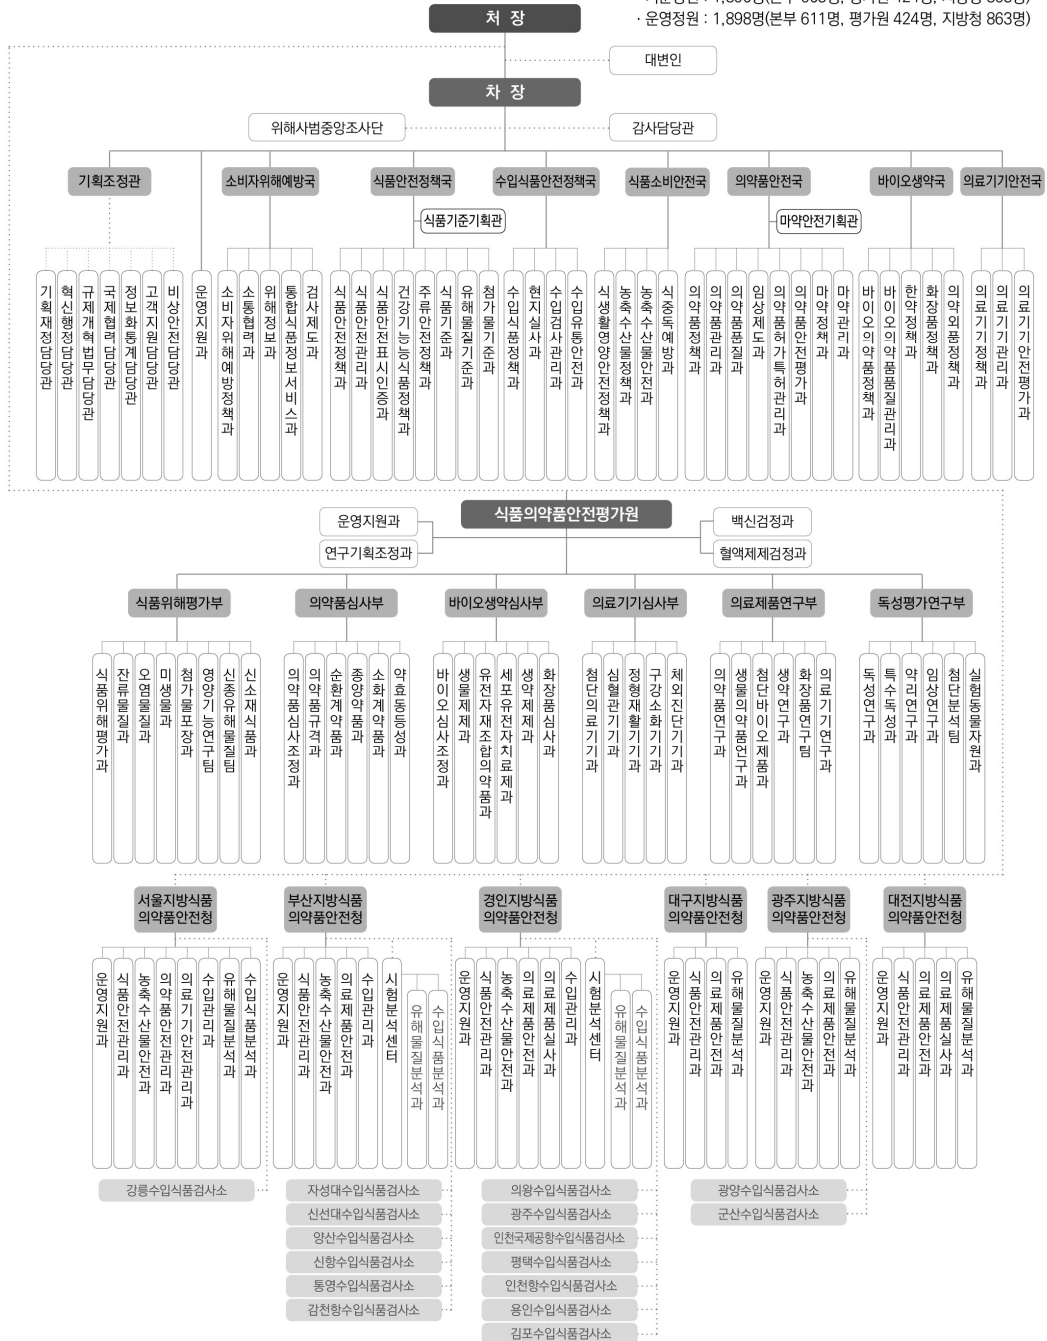 처 장
· 운영정원 : 1,898명(본부 611명, 평가원 424명, 지방청 863명)
대변인
차 장
위해사범중앙조사단
감사담당관
기획조정관
소비자위해예방국
식품안전정책국
수입식품안전정책국
식품소비안전국
의약품안전국
바이오생약국
의료기기안전국
식품기준기획관
마약안전기획관
기획재정담당관
혁신행정담당관
규제개혁법무담당관
국제협력담당관
정보화통계담당관
고객지원담당관
비상안전담당관
운영지원과
소비자위해예방정책과
소통협력과
위해정보과
통합식품정보서비스과
검사제도과
식품안전정책과
식품안전관리과
식품안전표시인증과
건강기능식품정책과
주류안전정책과
식품기준과
유해물질기준과
첨가물기준과
수입식품정책과
현지실사과
수입검사관리과
수입유통안전과
식생활영양안전정책과
농축수산물정책과
농축수산물안전과
식중독예방과
의약품정책과
의약품관리과
의약품품질과
임상제도과
의약품허가특허관리과
의약품안전평가과
마약정책과
마약관리과
바이오의약품정책과
바이오의약품품질관리과
한약정책과
화장품정책과
의약외품정책과
의료기기정책과
의료기기관리과
의료기기안전평가과
식품의약품안전평가원
운영지원과
연구기획조정과
백신검정과
혈액제제검정과
식품위해평가부
의약품심사부
바이오생약심사부
의료기기심사부
의료제품연구부
독성평가연구부
식품위해평가과
잔류물질과
오염물질과
미생물과
첨가물포장과
영양기능연구팀
신종유해물질팀
신소재식품과
의약품심사조정과
의약품규격과
순환계약품과
종양약품과
소화계약품과
약효동등성과
바이오심사조정과
생물제제과
유전자재조합의약품과
세포유전자치료제과
생약제제과
화장품심사과
첨단의료기기과
심혈관기기과
정형재활기기과
구강소화기기과
체외진단기기과
의약품연구과
생물의약품연구과
첨단바이오제품과
생약연구과
화장품연구팀
의료기기연구과
독성연구과
특수독성과
약리연구과
임상연구과
첨단분석팀
실험동물자원과
서울지방식품
의약품안전청
부산지방식품
의약품안전청
경인지방식품
의약품안전청
대구지방식품
의약품안전청
광주지방식품
의약품안전청
대전지방식품
의약품안전청
운영지원과
식품안전관리과
농축수산물안전과
의약품안전관리과
의료기기안전관리과
수입관리과
유해물질분석과
수입식품분석과
운영지원과
식품안전관리과
농축수산물안전과
의료제품안전과
수입관리과
시험분석센터
유해물질분석과
수입식품분석과
운영지원과
식품안전관리과
농축수산물안전과
의료제품안전과
의료제품실사과
수입관리과
시험분석센터
유해물질분석과
수입식품분석과
운영지원과
식품안전관리과
의료제품안전과
유해물질분석과
운영지원과
식품안전관리과
농축수산물안전과
의료제품안전과
유해물질분석과
운영지원과
식품안전관리과
의료제품안전과
의료제품실사과
유해물질분석과
강릉수입식품검사소
자성대수입식품검사소
신선대수입식품검사소
양산수입식품검사소
신항수입식품검사소
통영수입식품검사소
감천항수입식품검사소
의왕수입식품검사소
광주수입식품검사소
인천국제공항수입식품검사소
평택수입식품검사소
인천항수입식품검사소
용인수입식품검사소
김포수입식품검사소
광양수입식품검사소
군산수입식품검사소